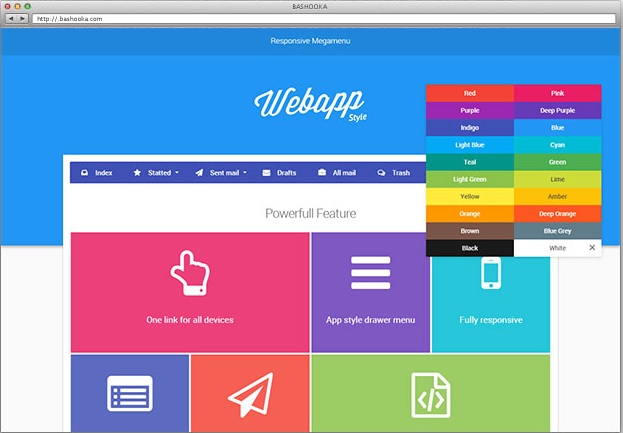 BASHOOKA
http://.bashooka.com
Responsive Megamenu
Webapp
Style
Red Pink
Purple Deep Purple
Indigo Blue
Light Blue Cyan
Teal Green
Light Green Lime
Yellow Amber
Orange Deep Orange
Brown Blue Grey
Black White
Index Statted Sent mail Drafts All mail Trash
Powerfull Feature
One link for all devices App style drawer menu Fully responsive